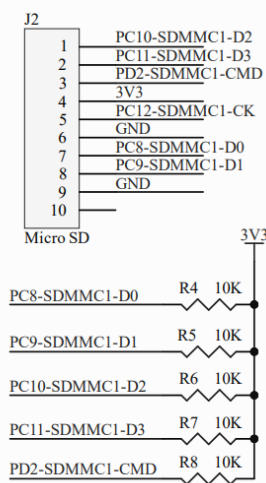 J2
1 PC10-SDMMC1-D2
2 PC11-SDMMC1-D3
3 PD2-SDMMC1-CMD
4 3V3
5 PC12-SDMMC1-CK
6 GND
7 PC8-SDMMC1-D0
8 PC9-SDMMC1-D1
9 GND
10
Micro SD
3V3
PC8-SDMMC1-D0 R4 10K
PC9-SDMMC1-D1 R5 10K
PC10-SDMMC1-D2 R6 10K
PC11-SDMMC1-D3 R7 10K
PD2-SDMMC1-CMD R8 10K